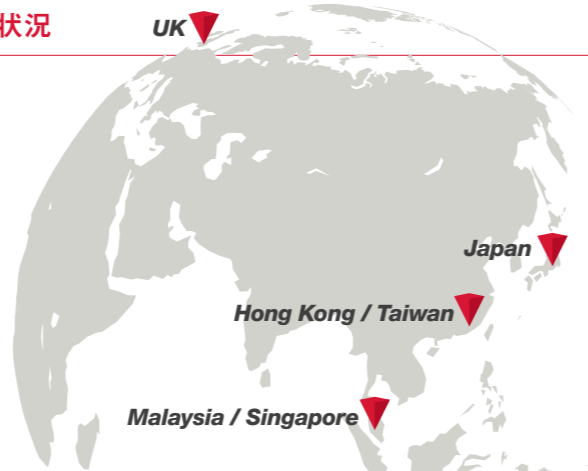 状況
UK
Japan
Hong Kong / Taiwan
Malaysia / Singapore